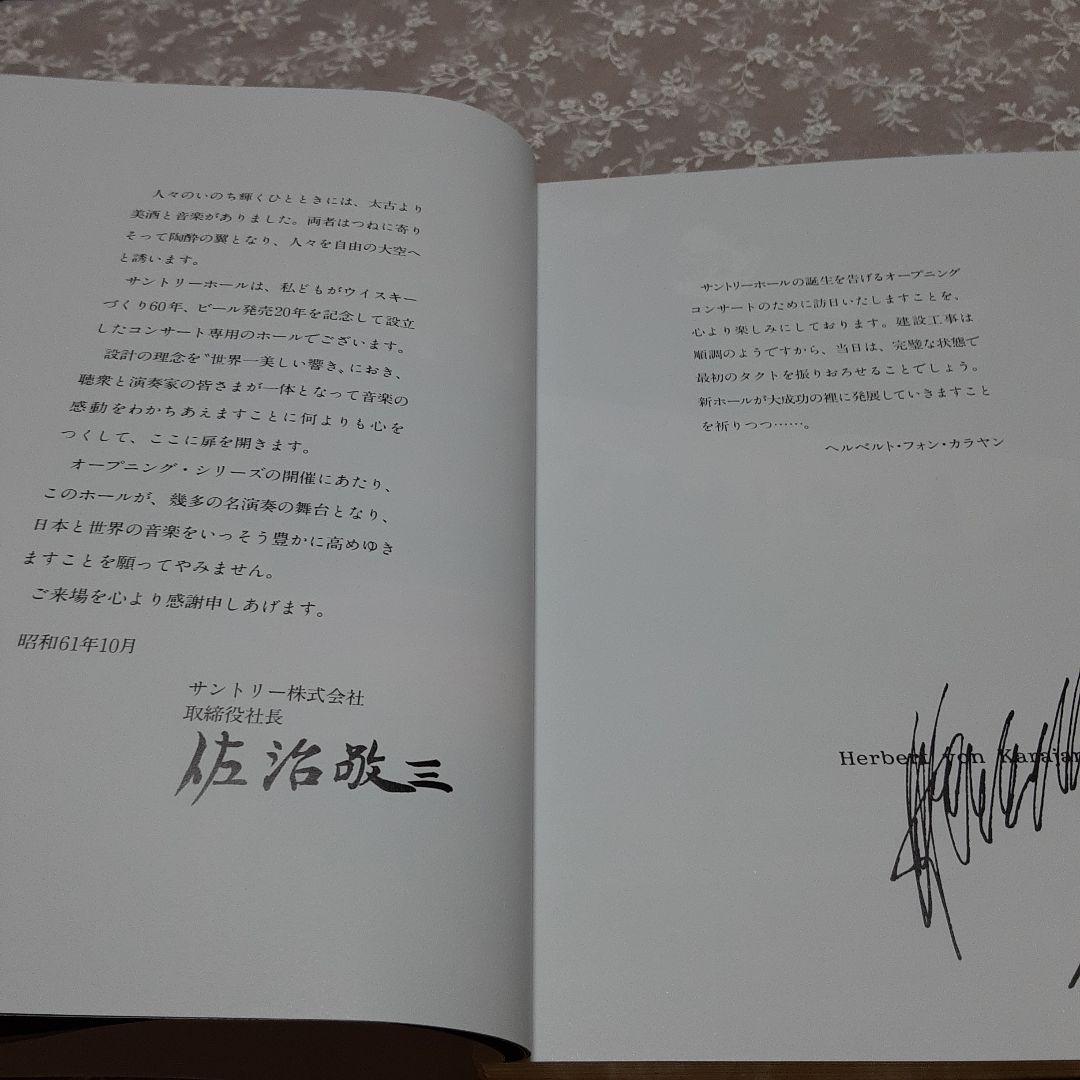 人々のいのち輝くひとときには、太古より
美酒と音楽がありました。両者はつねに寄り
そって陶酔の翼となり、人々を自由の大空へ
と誘います。
サントリーホールは、私どもがウイスキー
づくり60年、ビール発売20年を記念して設立
したコンサート専用のホールでございます。
設計の理念を〝世界一美しい響き〟におき、
聴衆と演奏家の皆さまが一体となって音楽の
感動をわかちあえますことに何よりも心を
つくして、ここに扉を開きます。
オープニング・シリーズの開催にあたり、
このホールが、幾多の名演奏の舞台となり、
日本と世界の音楽をいっそう豊かに高めゆき
ますことを願ってやみません。
ご来場を心より感謝申しあげます。
昭和61年10月
サントリー株式会社
取締役社長
佐治敬三
サントリーホールの誕生を告げるオープニング
コンサートのために訪日いたしますことを、
心より楽しみにしております。建設工事は
順調のようですから、当日は、完璧な状態で
最初のタクトを振りおろせることでしょう。
新ホールが大成功の裡に発展していきますこと
を祈りつつ……。
ヘルベルト・フォン・カラヤン
Herbert von Karajan